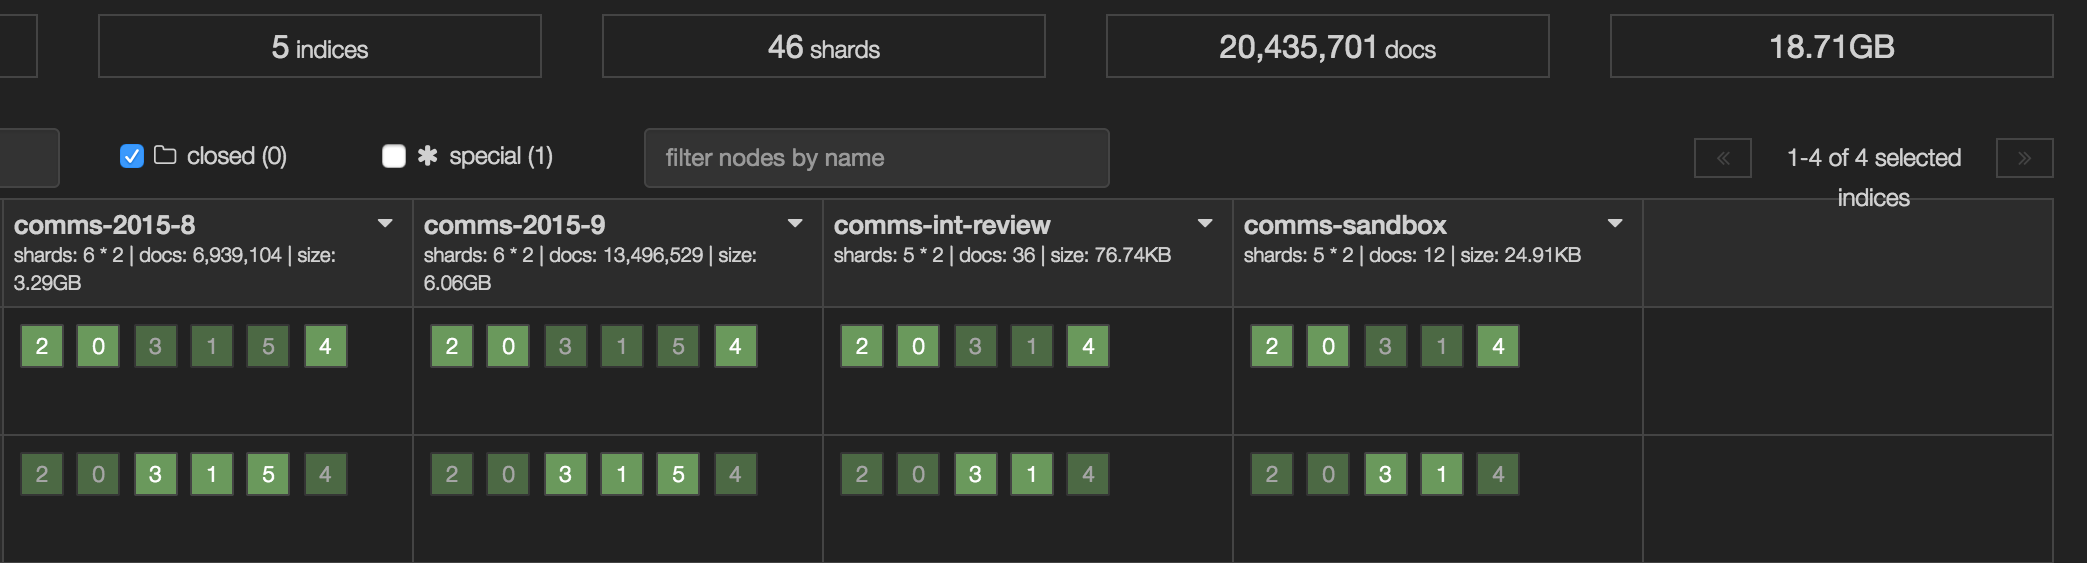 5 indices
46 shards
20,435,701 docs
18.71GB
closed (0)
special (1)
filter nodes by name
«
1-4 of 4 selected
indices
»
comms-2015-8
shards: 6 * 2 | docs: 6,939,104 | size:
3.29GB
comms-2015-9
shards: 6 * 2 | docs: 13,496,529 | size:
6.06GB
comms-int-review
shards: 5 * 2 | docs: 36 | size: 76.74KB
comms-sandbox
shards: 5 * 2 | docs: 12 | size: 24.91KB
2 0 3 1 5 4
2 0 3 1 5 4
2 0 3 1 4
2 0 3 1 4
2 0 3 1 5 4
2 0 3 1 5 4
2 0 3 1 4
2 0 3 1 4